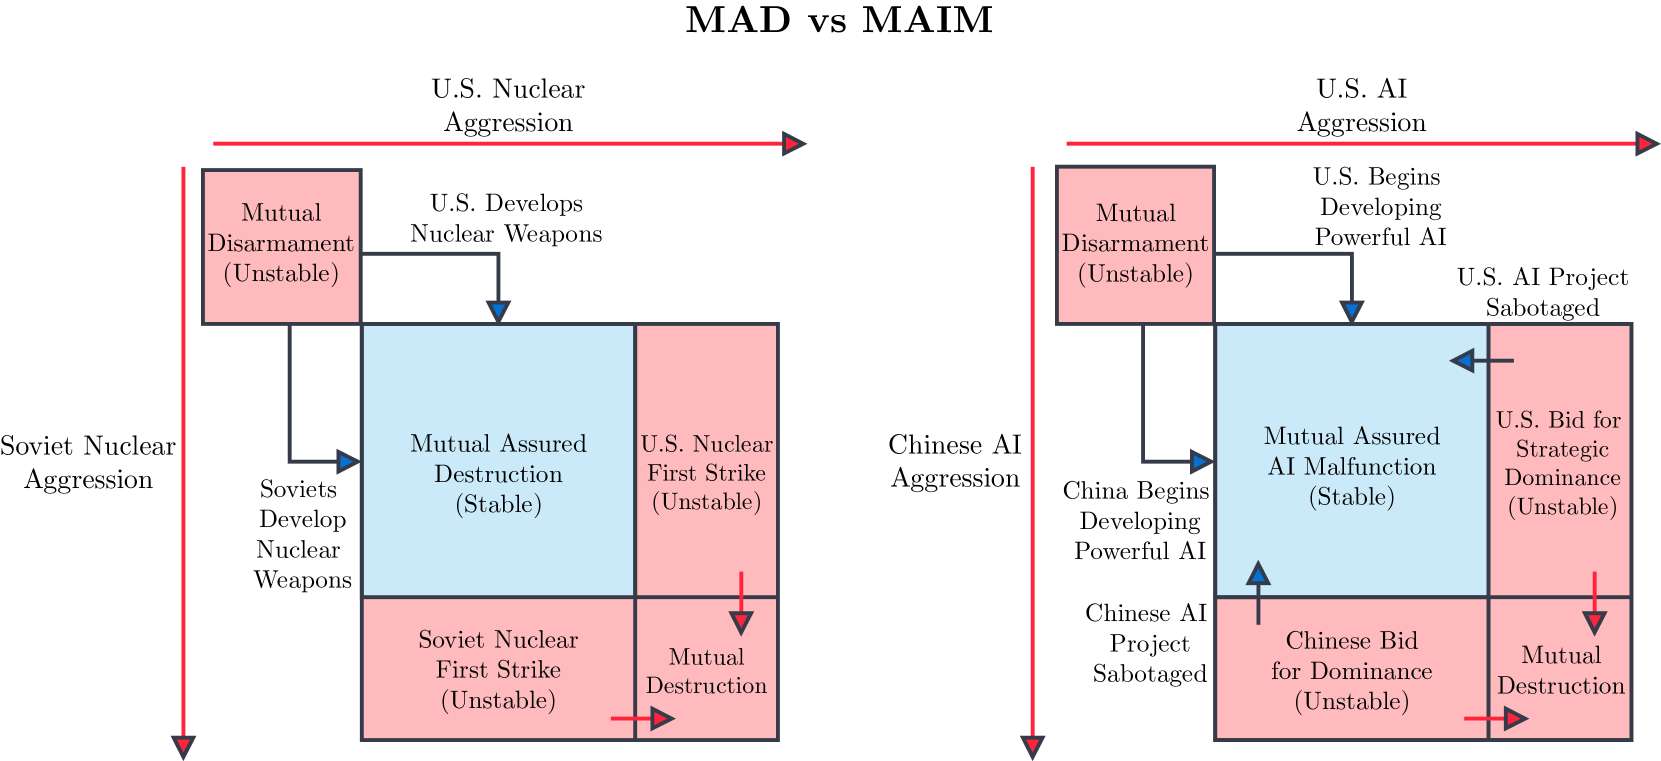 MAD vs MAIM
U.S. Nuclear
Aggression
Mutual
Disarmament
(Unstable)
U.S. Develops
Nuclear Weapons
Soviet Nuclear
Aggression
Soviets
Develop
Nuclear
Weapons
Mutual Assured
Destruction
(Stable)
U.S. Nuclear
First Strike
(Unstable)
Soviet Nuclear
First Strike
(Unstable)
Mutual
Destruction
U.S. AI
Aggression
Mutual
Disarmament
(Unstable)
U.S. Begins
Developing
Powerful AI
U.S. AI Project
Sabotaged
Chinese AI
Aggression
China Begins
Developing
Powerful AI
Mutual Assured
AI Malfunction
(Stable)
U.S. Bid for
Strategic
Dominance
(Unstable)
Chinese AI
Project
Sabotaged
Chinese Bid
for Dominance
(Unstable)
Mutual
Destruction